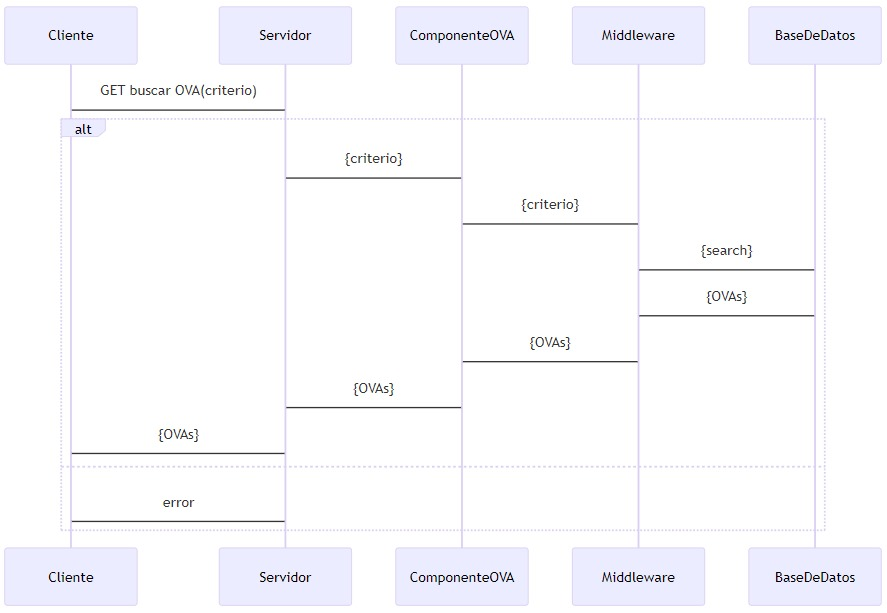 Cliente
Servidor
ComponenteOVA
Middleware
BaseDeDatos
GET buscar OVA(criterio)
alt
{criterio}
{criterio}
{search}
{OVAs}
{OVAs}
{OVAs}
{OVAs}
error
Cliente
Servidor
ComponenteOVA
Middleware
BaseDeDatos